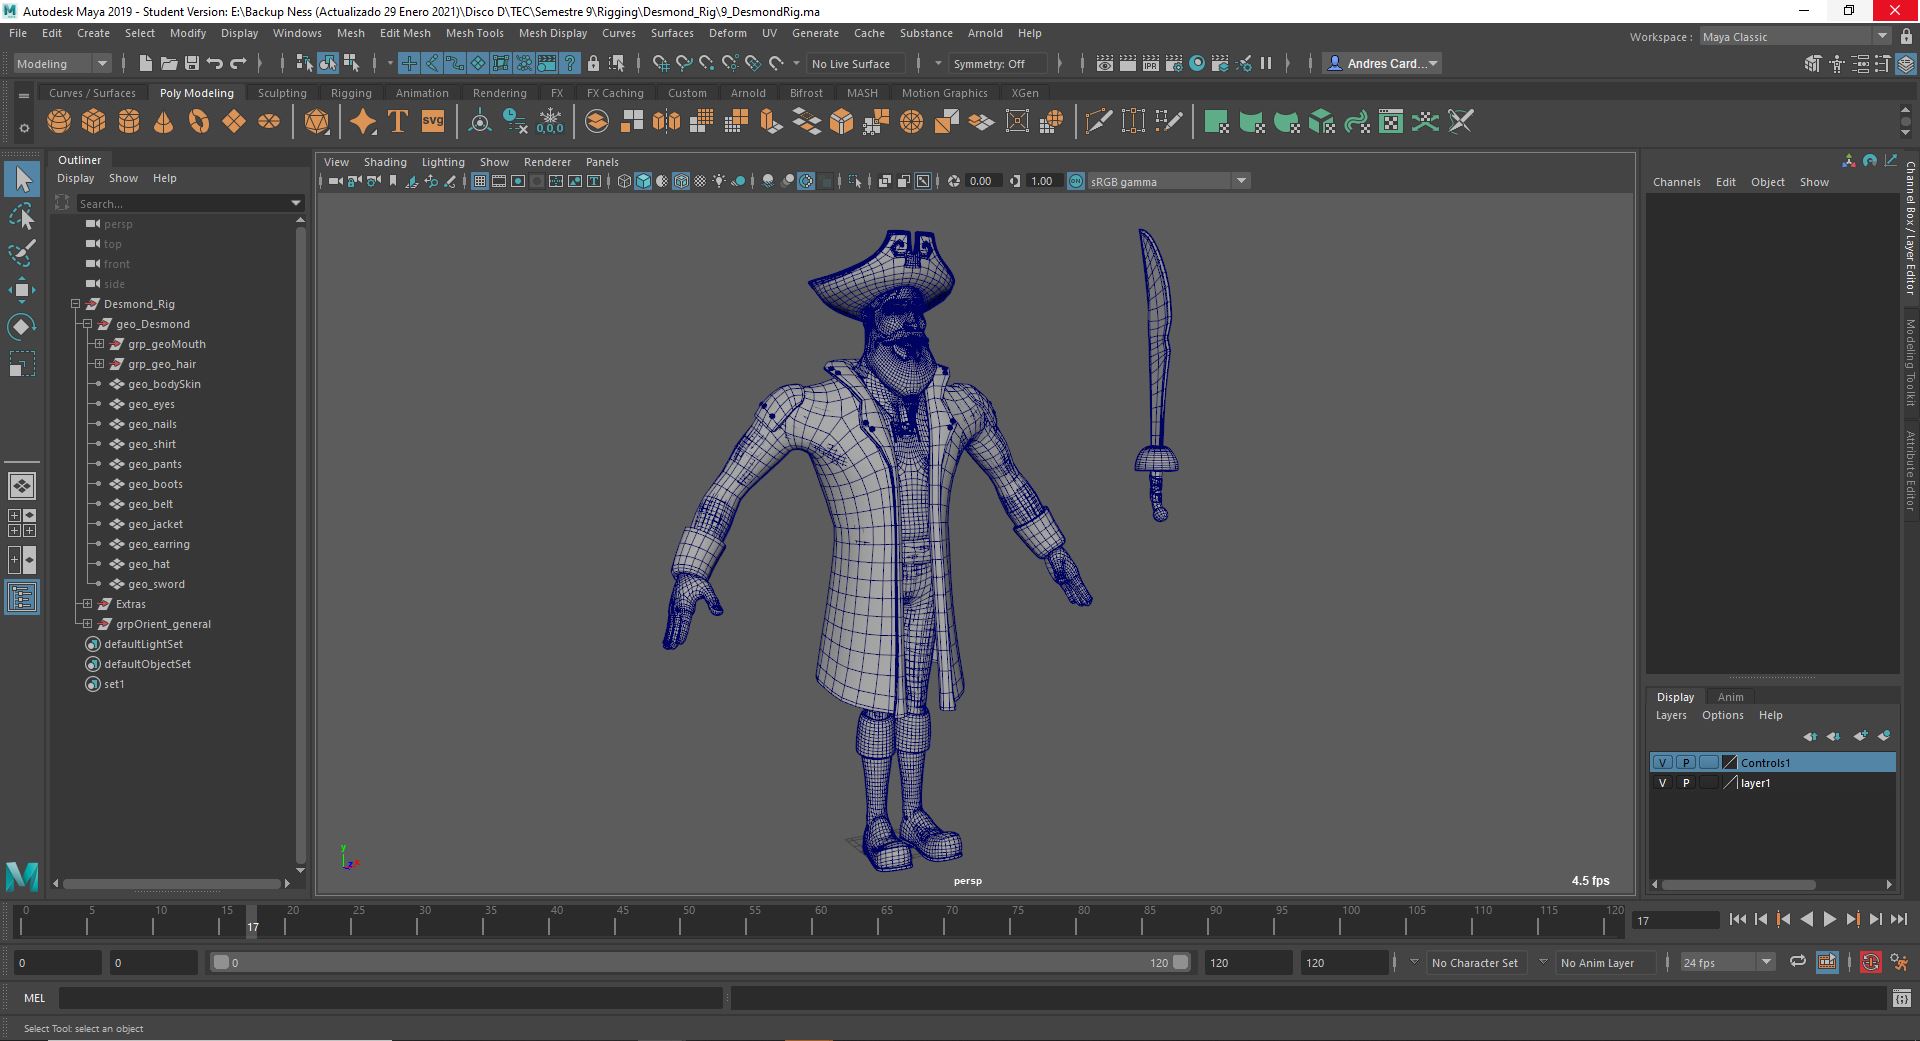 Autodesk Maya 2019 - Student Version: E:\Backup Ness (Actualizado 29 Enero 2021)\Disco D\TEC\Semestre 9\Rigging\Desmond_Rig\9_DesmondRig.ma
File Edit Create Select Modify Display Windows Mesh Edit Mesh Mesh Tools Mesh Display Curves Surfaces Deform UV Generate Cache Substance Arnold Help
Workspace : Maya Classic
Modeling No Live Surface Symmetry: Off Andres Card...
Curves / Surfaces Poly Modeling Sculpting Rigging Animation Rendering FX FX Caching Custom Arnold Bifrost MASH Motion Graphics XGen
T svg 0,0,0
Outliner
Display Show Help
Search...
persp
top
front
side
Desmond_Rig
geo_Desmond
grp_geoMouth
grp_geo_hair
geo_bodySkin
geo_eyes
geo_nails
geo_shirt
geo_pants
geo_boots
geo_belt
geo_jacket
geo_earring
geo_hat
geo_sword
Extras
grpOrient_general
defaultLightSet
defaultObjectSet
set1
View Shading Lighting Show Renderer Panels
0.00 1.00 ON sRGB gamma
y
z x
persp
4.5 fps
Channels Edit Object Show
Channel Box / Layer Editor
Modeling Toolkit
Attribute Editor
Display Anim
Layers Options Help
V P Controls1
V P layer1
0 5 10 15 20 25 30 35 40 45 50 55 60 65 70 75 80 85 90 95 100 105 110 115 120
17
17
0 0 0 120 120 120 No Character Set No Anim Layer 24 fps
MEL
Select Tool: select an object